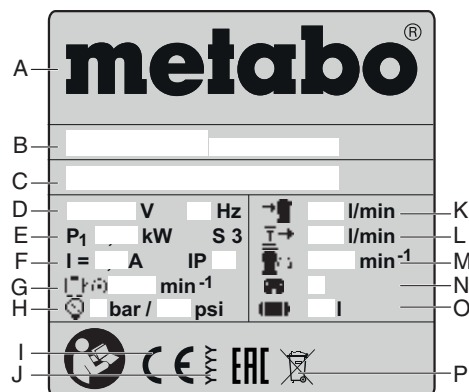 metabo®
A
B
C
D V Hz
E P1 , kW S 3
F I = , A IP
G min-1
H bar / psi
I
J
l/min K
T l/min L
min-1 M
N
l O
CE EAC
P